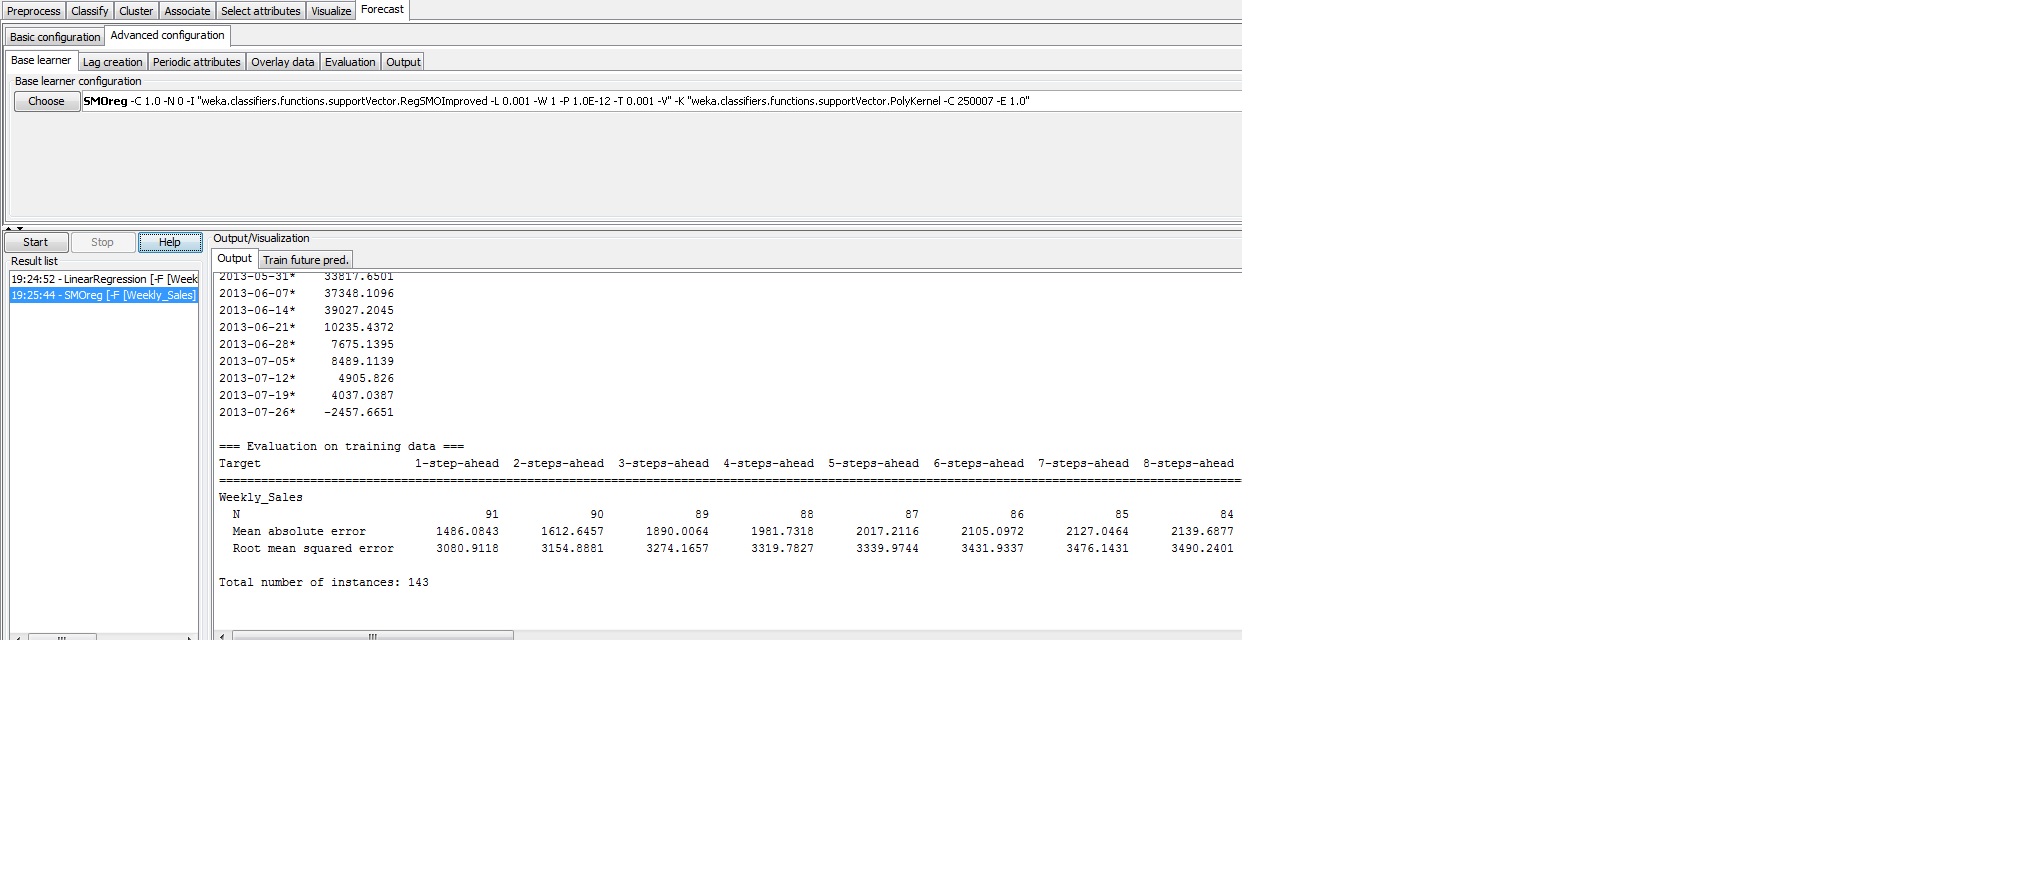 Preprocess Classify Cluster Associate Select attributes Visualize Forecast
Basic configuration Advanced configuration
Base learner Lag creation Periodic attributes Overlay data Evaluation Output
Base learner configuration
Choose SMOreg -C 1.0 -N 0 -I "weka.classifiers.functions.supportVector.RegSMOImproved -L 0.001 -W 1 -P 1.0E-12 -T 0.001 -V" -K "weka.classifiers.functions.supportVector.PolyKernel -C 250007 -E 1.0"
Start Stop Help
Result list
19:24:52 - LinearRegression [-F [Week
19:25:44 - SMOreg [-F [Weekly_Sales]
Output/Visualization
Output Train future pred.
2013-05-31* 33817.6501
2013-06-07* 37348.1096
2013-06-14* 39027.2045
2013-06-21* 10235.4372
2013-06-28* 7675.1395
2013-07-05* 8489.1139
2013-07-12* 4905.826
2013-07-19* 4037.0387
2013-07-26* -2457.6651
=== Evaluation on training data ===
Target 1-step-ahead 2-steps-ahead 3-steps-ahead 4-steps-ahead 5-steps-ahead 6-steps-ahead 7-steps-ahead 8-steps-ahead
Weekly_Sales
N 91 90 89 88 87 86 85 84
Mean absolute error 1486.0843 1612.6457 1890.0064 1981.7318 2017.2116 2105.0972 2127.0464 2139.6877
Root mean squared error 3080.9118 3154.8881 3274.1657 3319.7827 3339.9744 3431.9337 3476.1431 3490.2401
Total number of instances: 143